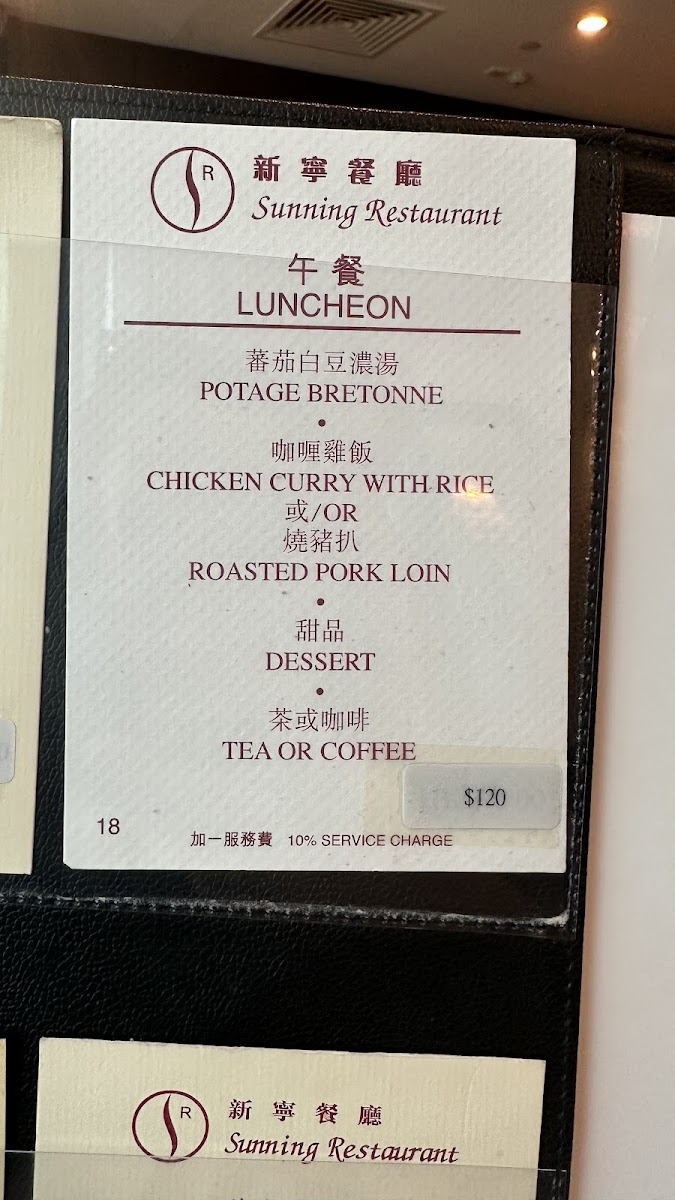 R
新寧餐廳
Sunning Restaurant
午餐
LUNCHEON
蕃茄白豆濃湯
POTAGE BRETONNE
•
咖喱雞飯
CHICKEN CURRY WITH RICE
或/OR
燒豬扒
ROASTED PORK LOIN
•
甜品
DESSERT
•
茶或咖啡
TEA OR COFFEE
$120
18
加一服務費 10% SERVICE CHARGE
R
新寧餐廳
Sunning Restaurant